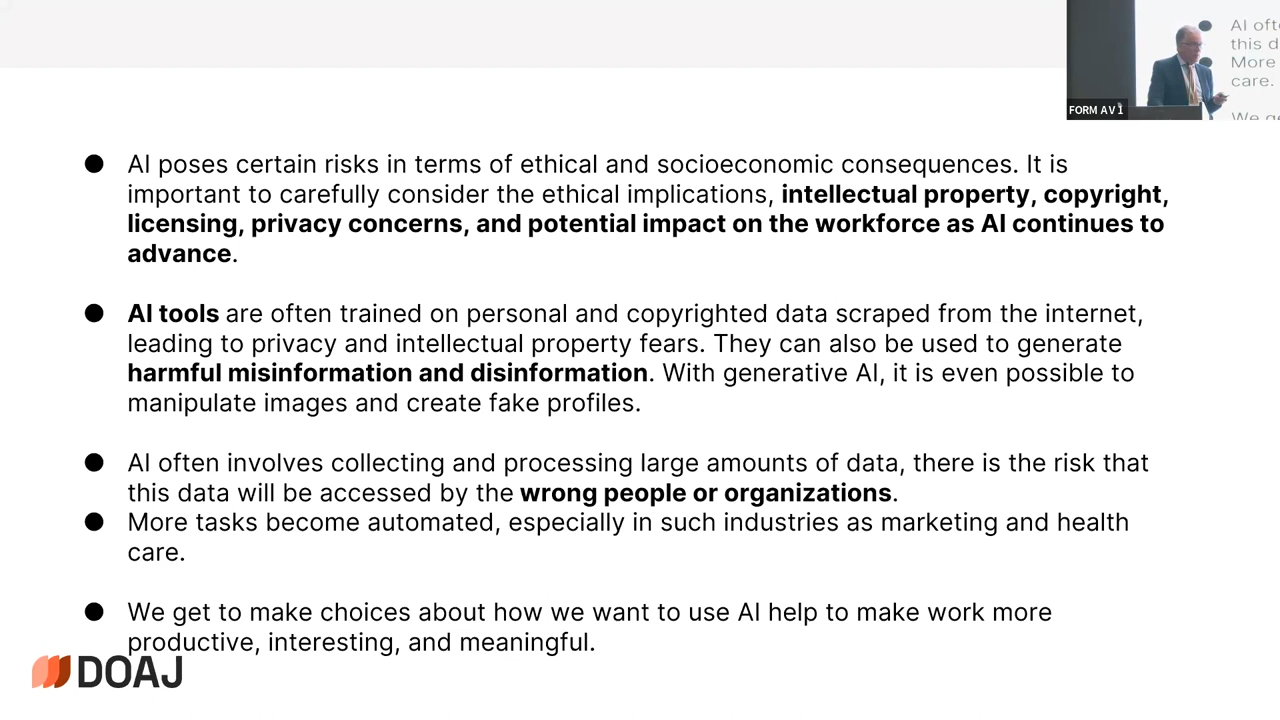 AI oft
this d
More
care.
We ge
FORM AV 1
AI poses certain risks in terms of ethical and socioeconomic consequences. It is
important to carefully consider the ethical implications, intellectual property, copyright,
licensing, privacy concerns, and potential impact on the workforce as AI continues to
advance.
AI tools are often trained on personal and copyrighted data scraped from the internet,
leading to privacy and intellectual property fears. They can also be used to generate
harmful misinformation and disinformation. With generative AI, it is even possible to
manipulate images and create fake profiles.
AI often involves collecting and processing large amounts of data, there is the risk that
this data will be accessed by the wrong people or organizations.
More tasks become automated, especially in such industries as marketing and health
care.
We get to make choices about how we want to use AI help to make work more
productive, interesting, and meaningful.
DOAJ